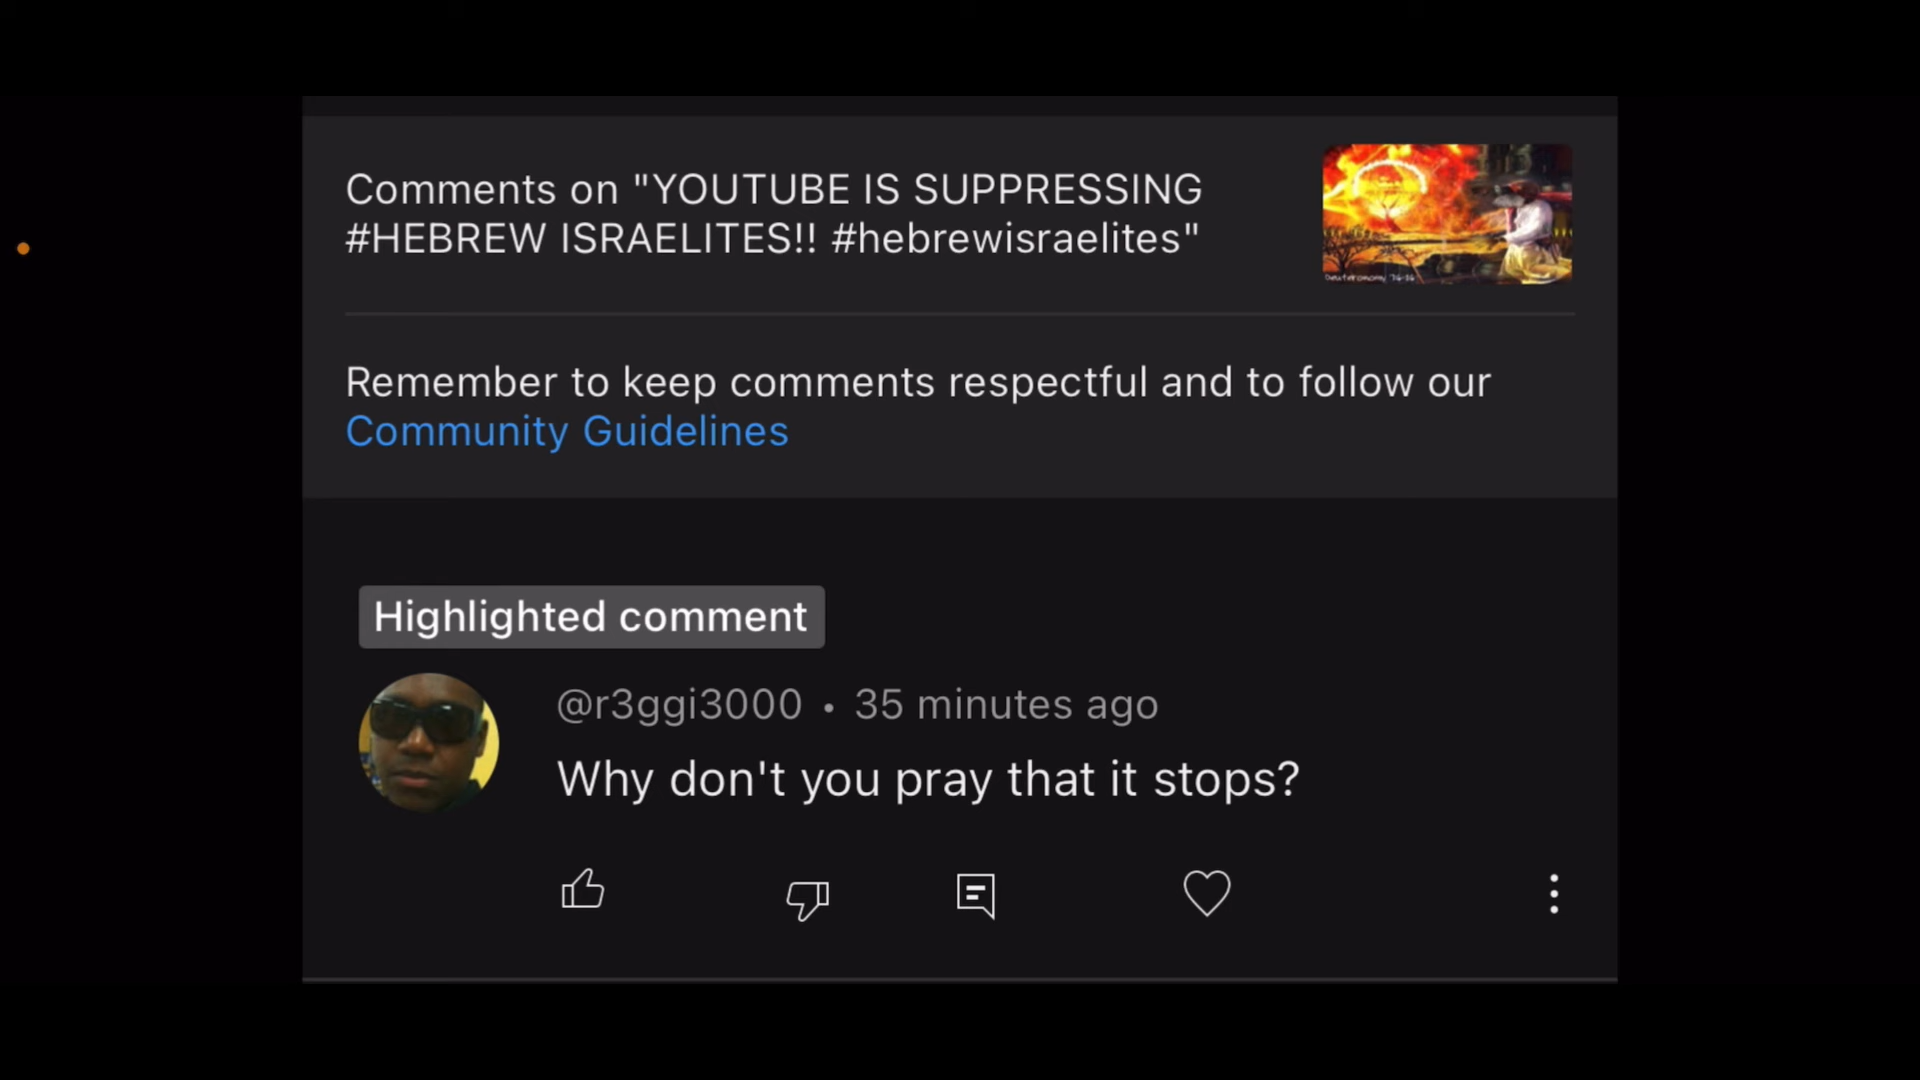 Comments on "YOUTUBE IS SUPPRESSING
#HEBREW ISRAELITES!! #hebrewisraelites"
Remember to keep comments respectful and to follow our
Community Guidelines
Highlighted comment
@r3ggi3000 • 35 minutes ago
Why don't you pray that it stops?